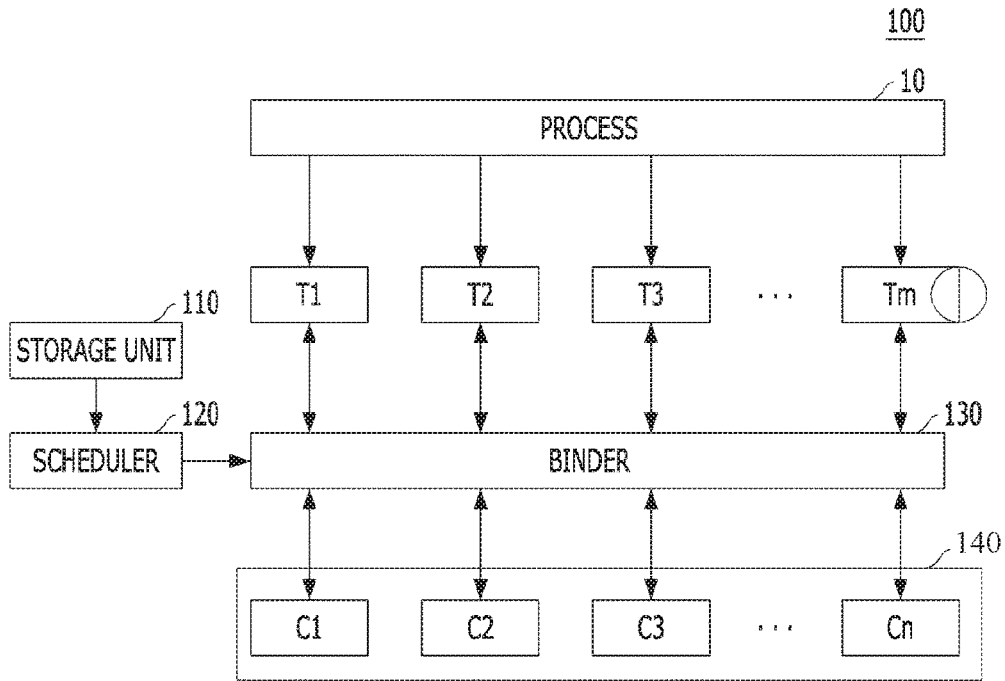 100
10
PROCESS
T1 T2 T3 ... Tm
110
STORAGE UNIT
120
SCHEDULER
130
BINDER
140
C1 C2 C3 ... Cn